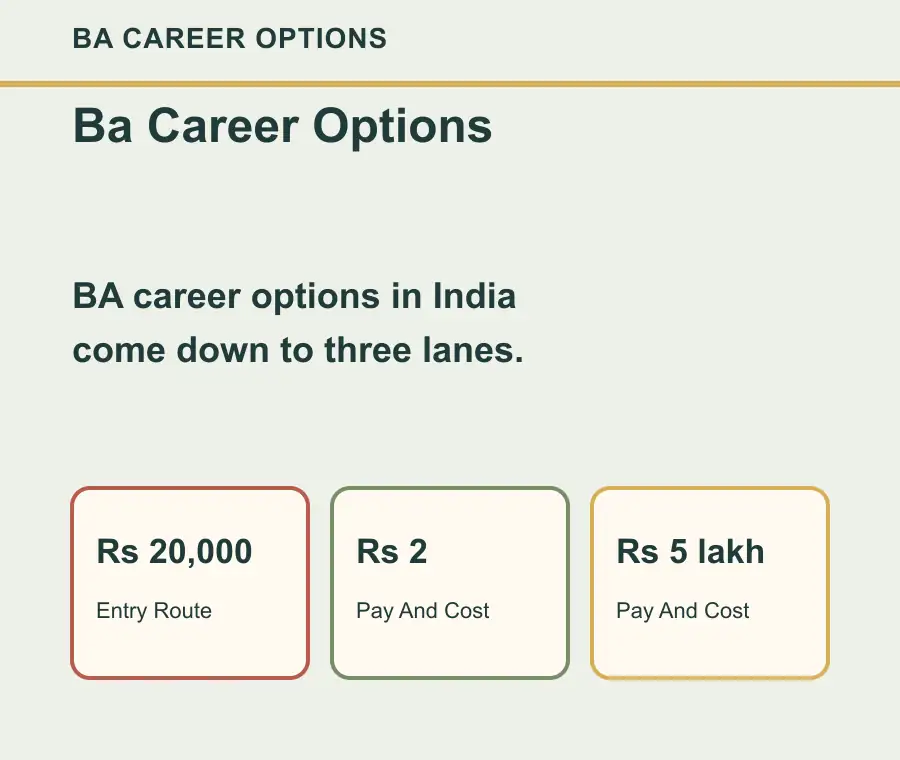 BA CAREER OPTIONS
Ba Career Options
BA career options in India
come down to three lanes.
Rs 20,000
Entry Route
Rs 2
Pay And Cost
Rs 5 lakh
Pay And Cost